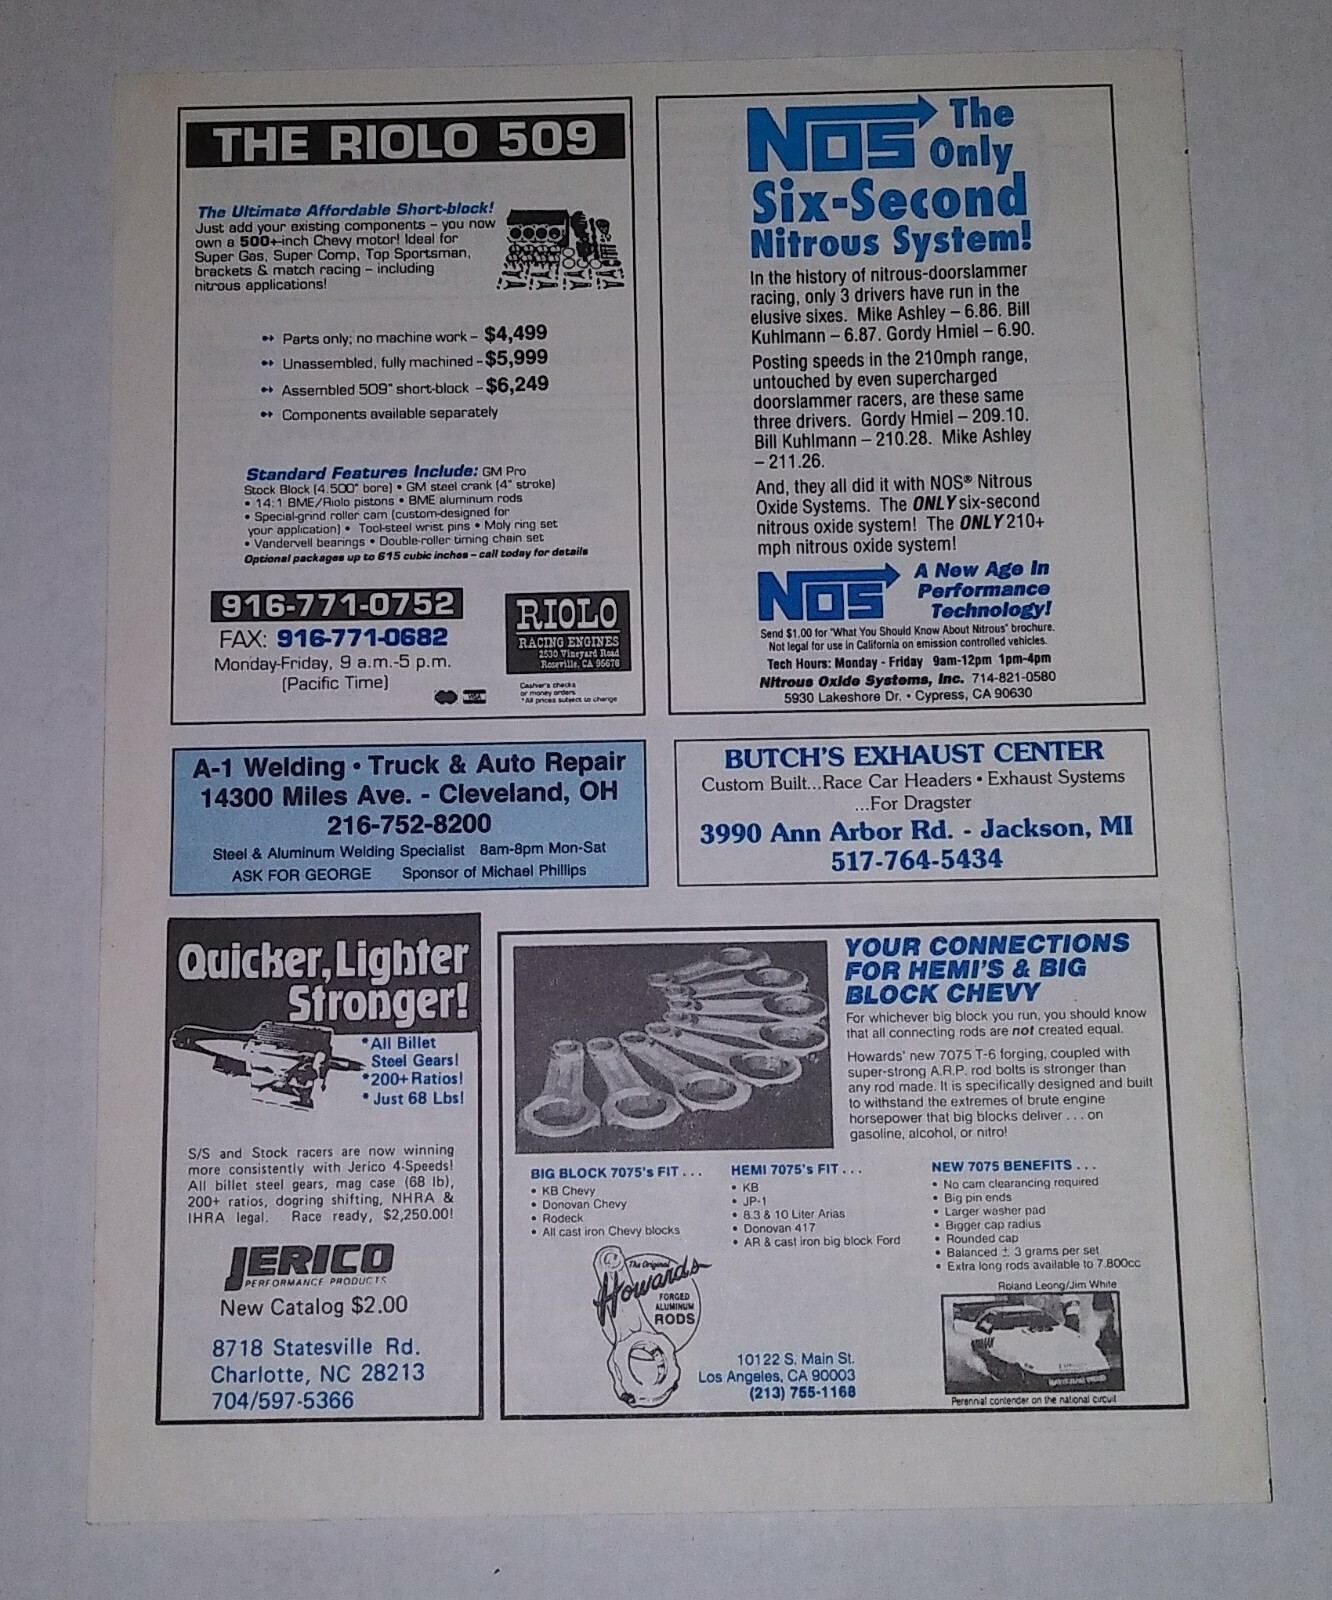 THE RIOLO 509
The Ultimate Affordable Short-block!
Just add your existing components – you now
own a 500+-inch Chevy motor! Ideal for
Super Gas, Super Comp, Top Sportsman,
brackets & match racing – including
nitrous applications!
Parts only; no machine work – $4,499
Unassembled, fully machined – $5,999
Assembled 509" short-block – $6,249
Components available separately
Standard Features Include: GM Pro
Stock Block (4.500" bore) • GM steel crank (4" stroke)
• 14:1 BME/Riolo pistons • BME aluminum rods
• Special-grind roller cam (custom-designed for
your application) • Tool-steel wrist pins • Moly ring set
• Vandervell bearings • Double-roller timing chain set
Optional packages up to 615 cubic inches – call today for details
916-771-0752
FAX: 916-771-0682
Monday-Friday, 9 a.m.-5 p.m.
(Pacific Time)
RIOLO
RACING ENGINES
2530 Vineyard Road
Roseville, CA 95678
VISA
Cashier's checks
or money orders
*All prices subject to change
NOS The
Only
Six-Second
Nitrous System!
In the history of nitrous-doorslammer
racing, only 3 drivers have run in the
elusive sixes. Mike Ashley – 6.86. Bill
Kuhlmann – 6.87. Gordy Hmiel – 6.90.
Posting speeds in the 210mph range,
untouched by even supercharged
doorslammer racers, are these same
three drivers. Gordy Hmiel – 209.10.
Bill Kuhlmann – 210.28. Mike Ashley
– 211.26.
And, they all did it with NOS® Nitrous
Oxide Systems. The ONLY six-second
nitrous oxide system! The ONLY 210+
mph nitrous oxide system!
NOS
A New Age In
Performance
Technology!
Send $1.00 for "What You Should Know About Nitrous" brochure.
Not legal for use in California on emission controlled vehicles.
Tech Hours: Monday - Friday 9am-12pm 1pm-4pm
Nitrous Oxide Systems, Inc. 714-821-0580
5930 Lakeshore Dr. • Cypress, CA 90630
A-1 Welding • Truck & Auto Repair
14300 Miles Ave. - Cleveland, OH
216-752-8200
Steel & Aluminum Welding Specialist 8am-8pm Mon-Sat
ASK FOR GEORGE Sponsor of Michael Phillips
BUTCH'S EXHAUST CENTER
Custom Built...Race Car Headers • Exhaust Systems
...For Dragster
3990 Ann Arbor Rd. - Jackson, MI
517-764-5434
Quicker, Lighter
Stronger!
*All Billet
Steel Gears!
*200+ Ratios!
*Just 68 Lbs!
S/S and Stock racers are now winning
more consistently with Jerico 4-Speeds!
All billet steel gears, mag case (68 lb),
200+ ratios, dogring shifting, NHRA &
IHRA legal. Race ready, $2,250.00!
JERICO
PERFORMANCE PRODUCTS
New Catalog $2.00
8718 Statesville Rd.
Charlotte, NC 28213
704/597-5366
YOUR CONNECTIONS
FOR HEMI'S & BIG
BLOCK CHEVY
For whichever big block you run, you should know
that all connecting rods are not created equal.
Howards' new 7075 T-6 forging, coupled with
super-strong A.R.P. rod bolts is stronger than
any rod made. It is specifically designed and built
to withstand the extremes of brute engine
horsepower that big blocks deliver . . . on
gasoline, alcohol, or nitro!
BIG BLOCK 7075's FIT . . .
• KB Chevy
• Donovan Chevy
• Rodeck
• All cast iron Chevy blocks
HEMI 7075's FIT . . .
• KB
• JP-1
• 8.3 & 10 Liter Arias
• Donovan 417
• AR & cast iron big block Ford
NEW 7075 BENEFITS . . .
• No cam clearancing required
• Big pin ends
• Larger washer pad
• Bigger cap radius
• Rounded cap
• Balanced ± 3 grams per set
• Extra long rods available to 7.800cc
The Original
Howards
FORGED
ALUMINUM
RODS
10122 S. Main St.
Los Angeles, CA 90003
(213) 755-1168
Roland Leong/Jim White
Perennial contender on the national circuit